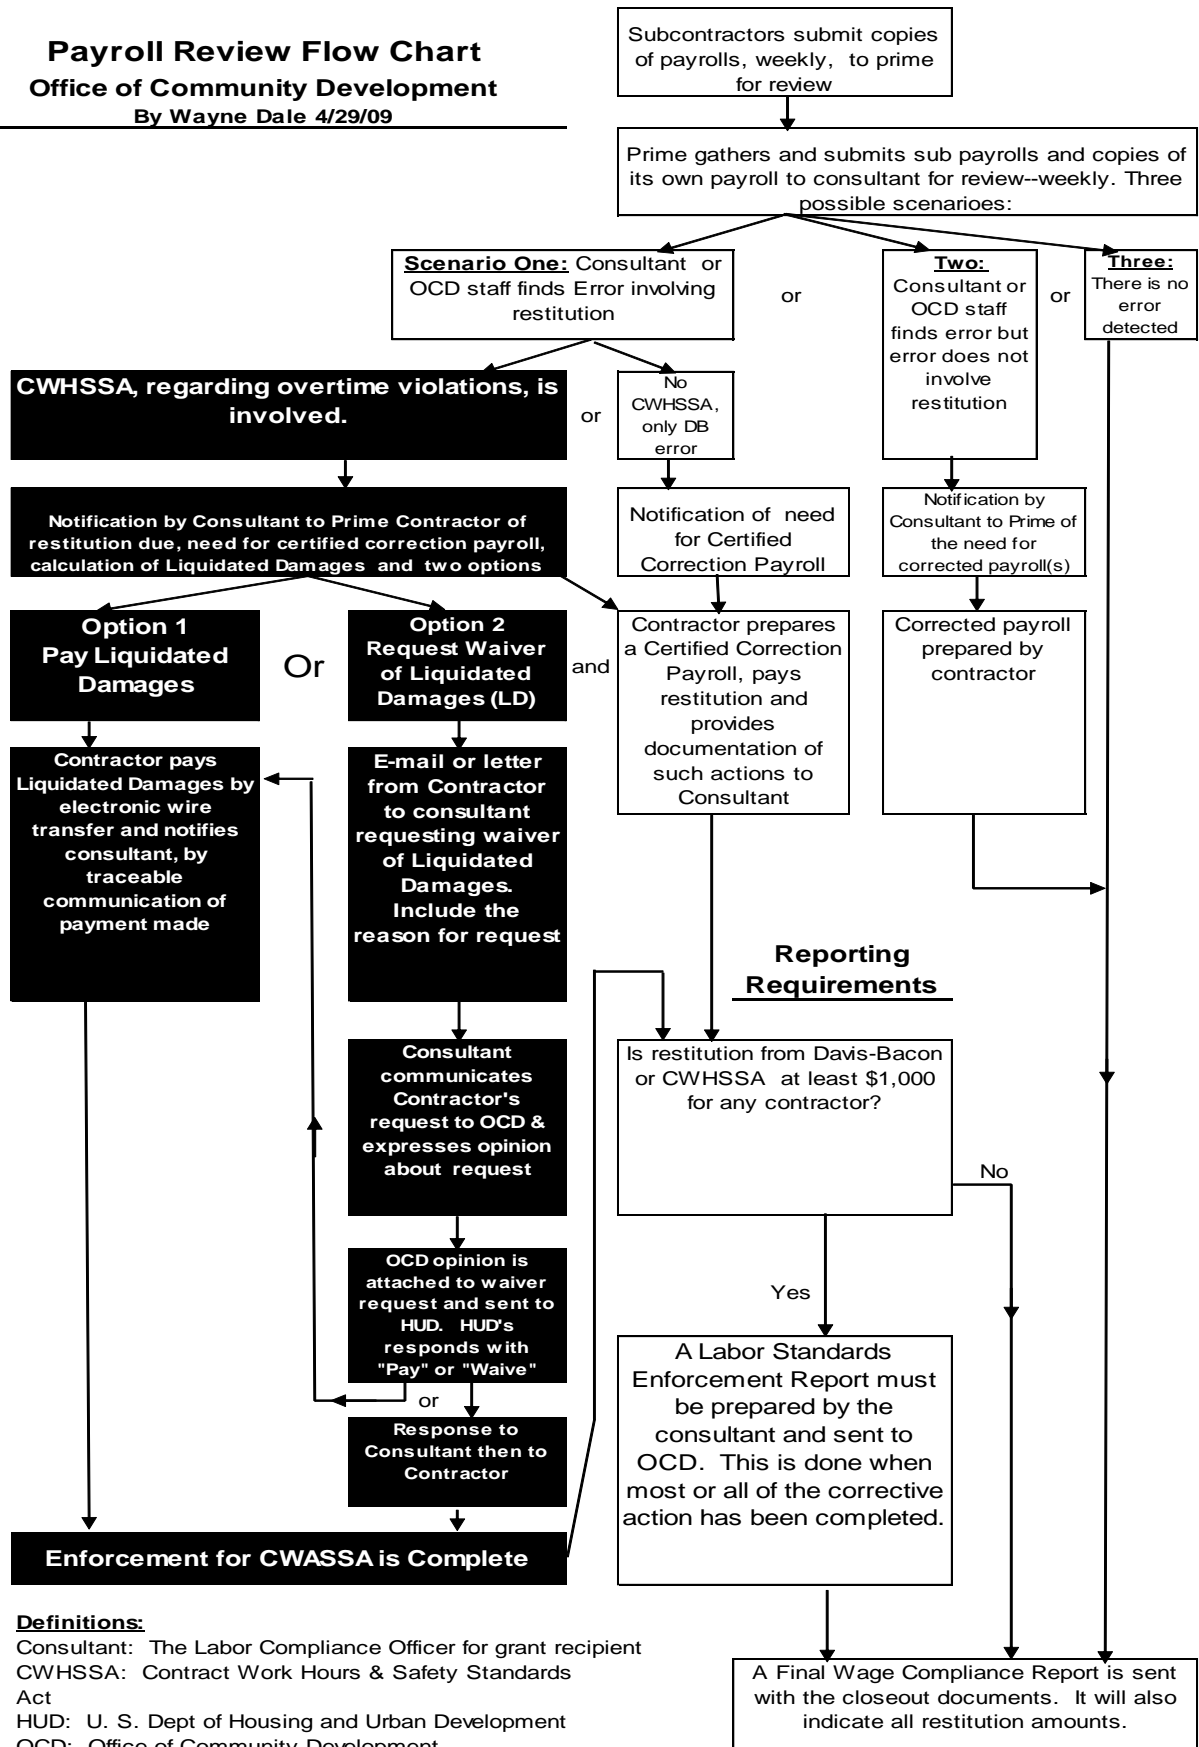 Payroll Review Flow Chart
Office of Community Development
By Wayne Dale 4/29/09
Subcontractors submit copies
of payrolls, weekly, to prime
for review
Prime gathers and submits sub payrolls and copies of
its own payroll to consultant for review--weekly. Three
possible scenarioes:
Scenario One: Consultant or
OCD staff finds Error involving
restitution
or
Two:
Consultant or
OCD staff
finds error but
error does not
involve
restitution
or
Three:
There is no
error
detected
CWHSSA, regarding overtime violations, is
involved.
or
No
CWHSSA,
only DB
error
Notification by Consultant to Prime Contractor of
restitution due, need for certified correction payroll,
calculation of Liquidated Damages and two options
Notification of need
for Certified
Correction Payroll
Notification by
Consultant to Prime of
the need for
corrected payroll(s)
Option 1
Pay Liquidated
Damages
Or
Option 2
Request Waiver
of Liquidated
Damages (LD)
and
Contractor prepares
a Certified Correction
Payroll, pays
restitution and
provides
documentation of
such actions to
Consultant
Corrected payroll
prepared by
contractor
Contractor pays
Liquidated Damages by
electronic wire
transfer and notifies
consultant, by
traceable
communication of
payment made
E-mail or letter
from Contractor
to consultant
requesting waiver
of Liquidated
Damages.
Include the
reason for request
Reporting
Requirements
Consultant
communicates
Contractor's
request to OCD &
expresses opinion
about request
Is restitution from Davis-Bacon
or CWHSSA at least $1,000
for any contractor?
No
Yes
OCD opinion is
attached to waiver
request and sent to
HUD. HUD's
responds with
"Pay" or "Waive"
or
Response to
Consultant then to
Contractor
A Labor Standards
Enforcement Report must
be prepared by the
consultant and sent to
OCD. This is done when
most or all of the corrective
action has been completed.
Enforcement for CWASSA is Complete
Definitions:
Consultant: The Labor Compliance Officer for grant recipient
CWHSSA: Contract Work Hours & Safety Standards
Act
HUD: U. S. Dept of Housing and Urban Development
OCD: Office of Community Development
A Final Wage Compliance Report is sent
with the closeout documents. It will also
indicate all restitution amounts.